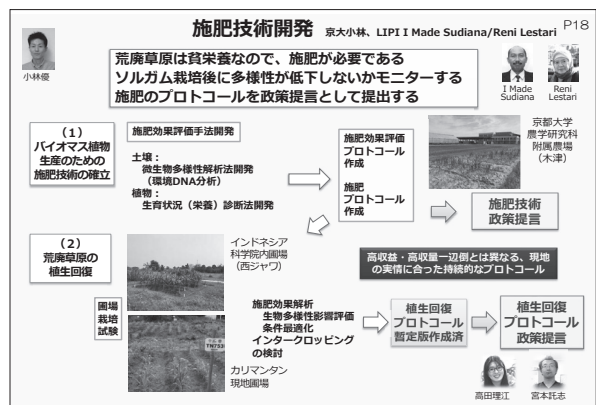 施肥技術開発 京大小林、LIPI I Made Sudiana/Reni Lestari
P18
小林優
荒廃草原は貧栄養なので、施肥が必要である
ソルガム栽培後に多様性が低下しないかモニターする
施肥のプロトコールを政策提言として提出する
I Made
Sudiana
Reni
Lestari
(1)
バイオマス植物
生産のための
施肥技術の確立
施肥効果評価手法開発
土壌:
微生物多様性解析法開発
(環境DNA分析)
植物:
生育状況(栄養)診断法開発
施肥効果評価
プロトコール
作成
施肥
プロトコール
作成
京都大学
農学研究科
附属農場
(木津)
施肥技術
政策提言
(2)
荒廃草原の
植生回復
インドネシア
科学院内圃場
(西ジャワ)
高収益・高収量一辺倒とは異なる、現地
の実情に合った持続的なプロトコール
圃場
栽培
試験
カリマンタン
現地圃場
施肥効果解析
生物多様性影響評価
条件最適化
インタークロッピング
の検討
植生回復
プロトコール
暫定版作成済
植生回復
プロトコール
政策提言
高田理江
宮本託志